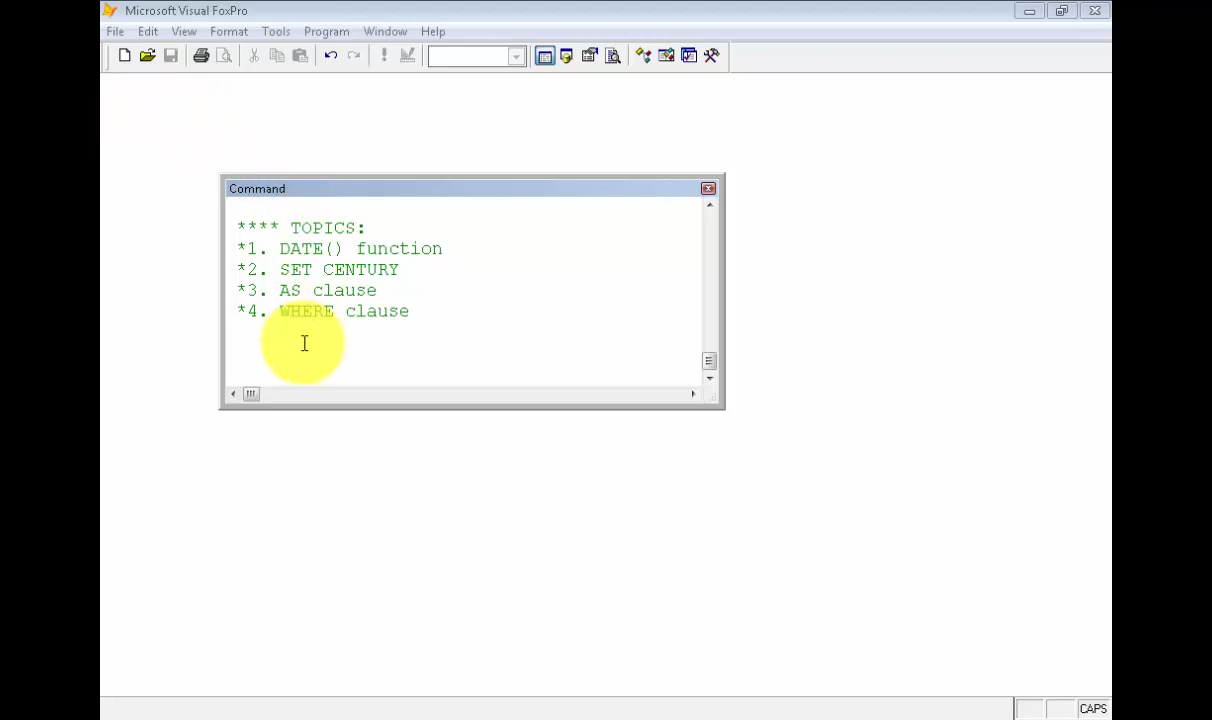 Microsoft Visual FoxPro
File Edit View Format Tools Program Window Help
Command
**** TOPICS:
*1. DATE() function
*2. SET CENTURY
*3. AS clause
*4. WHERE clause
CAPS